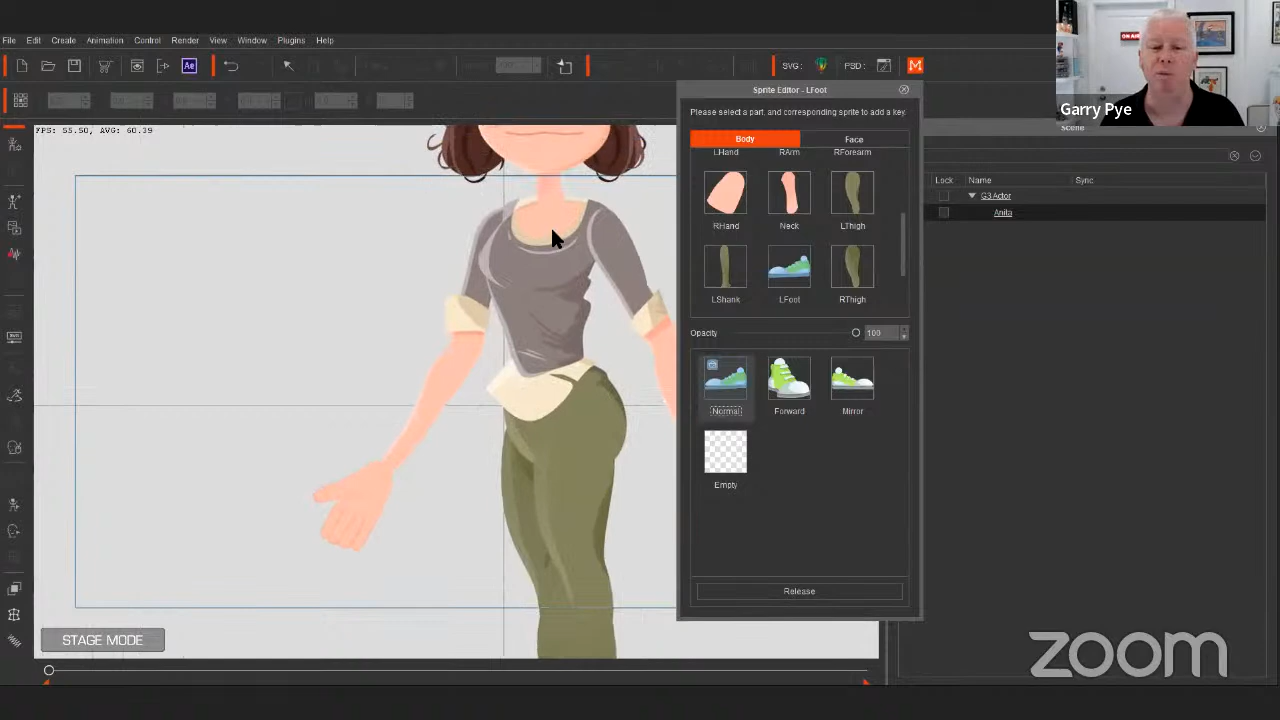 File Edit Create Animation Control Render View Window Plugins Help
Ae SVG : PSD : M
FPS: 55.50, AVG: 60.39
Sprite Editor - LFoot
Please select a part, and corresponding sprite to add a key.
Body Face
LHand RArm RForearm
RHand Neck LThigh
LShank LFoot RThigh
Opacity 100
Normal Forward Mirror
Empty
Release
STAGE MODE
ON AIR
Garry Pye
Scene
Lock Name Sync
G3 Actor
Anita
zoom